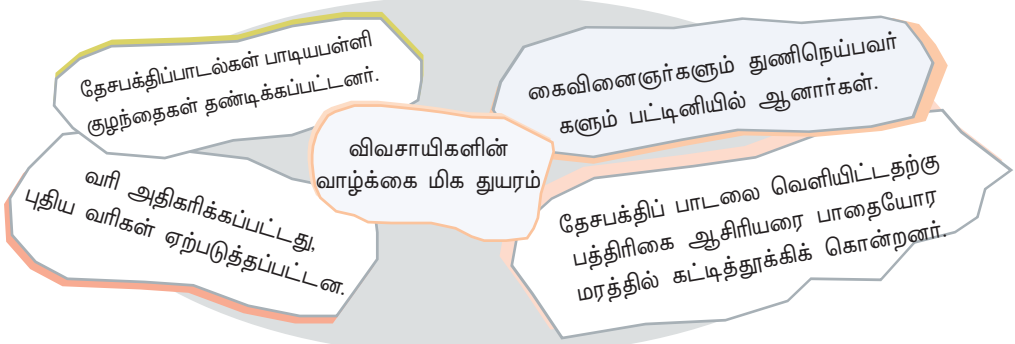 தேசபக்திப்பாடல்கள் பாடியபள்ளி
குழந்தைகள் தண்டிக்கப்பட்டனர்.
கைவினைஞர்களும் துணிநெய்பவர்
களும் பட்டினியில் ஆனார்கள்.
விவசாயிகளின்
வாழ்க்கை மிக துயரம்
வரி அதிகரிக்கப்பட்டது,
புதிய வரிகள் ஏற்படுத்தப்பட்டன.
தேசபக்திப் பாடலை வெளியிட்டதற்கு
பத்திரிகை ஆசிரியரை பாதையோர
மரத்தில் கட்டித்தூக்கிக் கொன்றனர்.